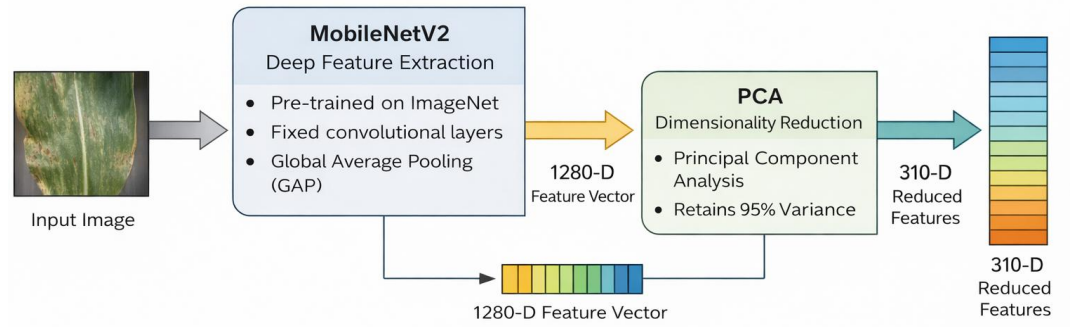 MobileNetV2
Deep Feature Extraction
• Pre-trained on ImageNet
• Fixed convolutional layers
• Global Average Pooling
(GAP)
Input Image
1280-D
Feature Vector
PCA
Dimensionality Reduction
• Principal Component
Analysis
• Retains 95% Variance
310-D
Reduced
Features
1280-D Feature Vector
310-D
Reduced
Features